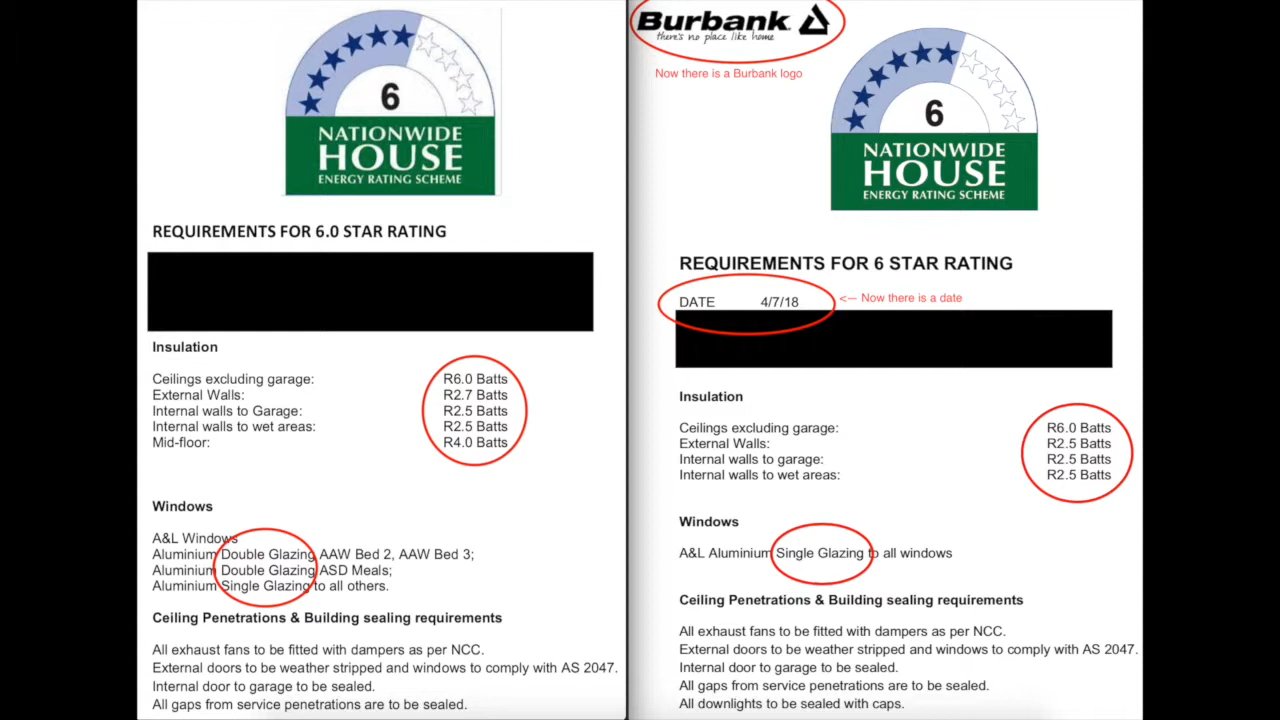 6
NATIONWIDE
HOUSE
ENERGY RATING SCHEME
REQUIREMENTS FOR 6.0 STAR RATING
Insulation
Ceilings excluding garage: R6.0 Batts
External Walls: R2.7 Batts
Internal walls to Garage: R2.5 Batts
Internal walls to wet areas: R2.5 Batts
Mid-floor: R4.0 Batts
Windows
A&L Windows
Aluminium Double Glazing AAW Bed 2, AAW Bed 3;
Aluminium Double Glazing ASD Meals;
Aluminium Single Glazing to all others.
Ceiling Penetrations & Building sealing requirements
All exhaust fans to be fitted with dampers as per NCC.
External doors to be weather stripped and windows to comply with AS 2047.
Internal door to garage to be sealed.
All gaps from service penetrations are to be sealed.
Burbank
there's no place like home
Now there is a Burbank logo
6
NATIONWIDE
HOUSE
ENERGY RATING SCHEME
REQUIREMENTS FOR 6 STAR RATING
DATE 4/7/18 <— Now there is a date
Insulation
Ceilings excluding garage: R6.0 Batts
External Walls: R2.5 Batts
Internal walls to garage: R2.5 Batts
Internal walls to wet areas: R2.5 Batts
Windows
A&L Aluminium Single Glazing to all windows
Ceiling Penetrations & Building sealing requirements
All exhaust fans to be fitted with dampers as per NCC.
External doors to be weather stripped and windows to comply with AS 2047.
Internal door to garage to be sealed.
All gaps from service penetrations are to be sealed.
All downlights to be sealed with caps.